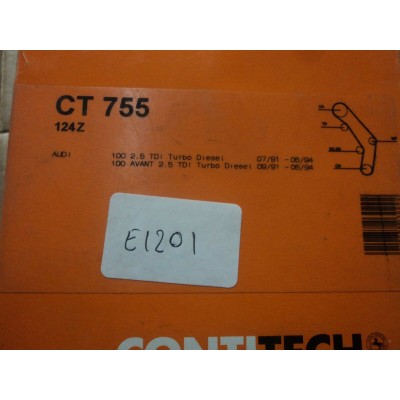 CT 755
124Z
AUDI 100 2.5 TDI Turbo Diesel 07/91 -06/94
100 AVANT 2.5 TDI Turbo Diesel 09/91 -06/94
E1201
CONTITECH